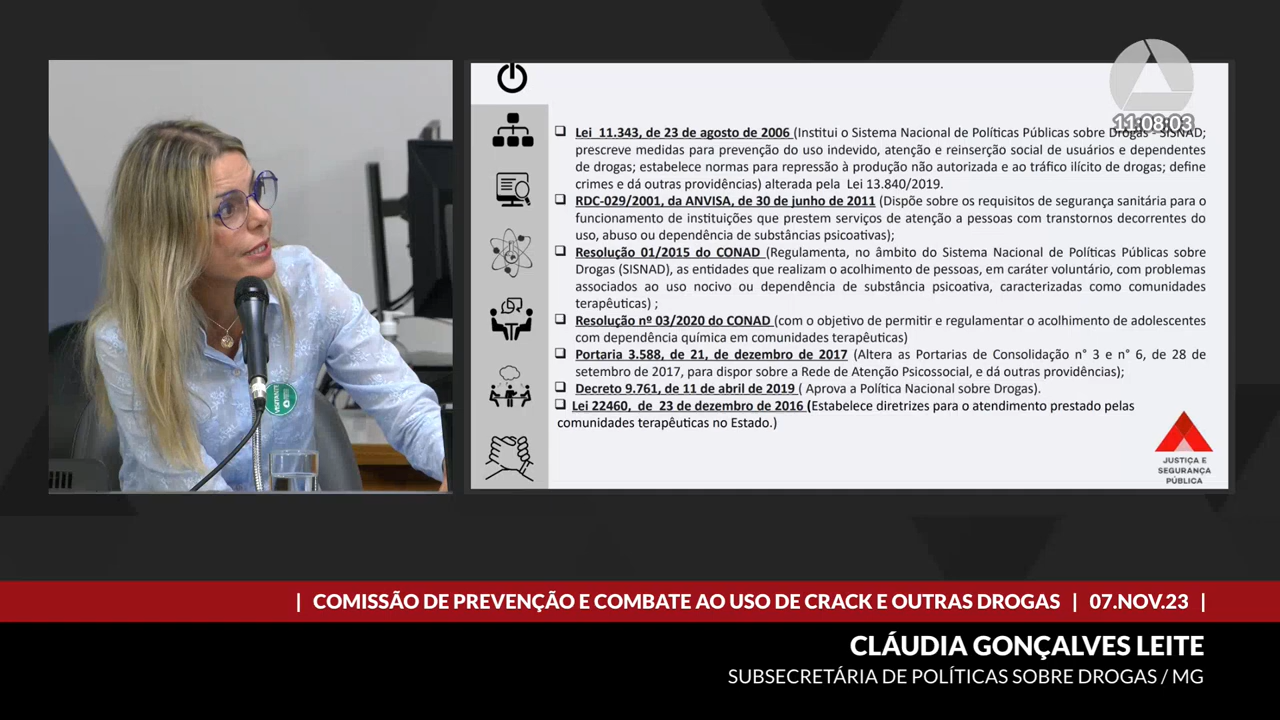 11:08:03
Lei 11.343, de 23 de agosto de 2006 (Institui o Sistema Nacional de Políticas Públicas sobre Drogas - SISNAD;
prescreve medidas para prevenção do uso indevido, atenção e reinserção social de usuários e dependentes
de drogas; estabelece normas para repressão à produção não autorizada e ao tráfico ilícito de drogas; define
crimes e dá outras providências) alterada pela Lei 13.840/2019.
RDC-029/2001, da ANVISA, de 30 de junho de 2011 (Dispõe sobre os requisitos de segurança sanitária para o
funcionamento de instituições que prestem serviços de atenção a pessoas com transtornos decorrentes do
uso, abuso ou dependência de substâncias psicoativas);
Resolução 01/2015 do CONAD (Regulamenta, no âmbito do Sistema Nacional de Políticas Públicas sobre
Drogas (SISNAD), as entidades que realizam o acolhimento de pessoas, em caráter voluntário, com problemas
associados ao uso nocivo ou dependência de substância psicoativa, caracterizadas como comunidades
terapêuticas) ;
Resolução nº 03/2020 do CONAD (com o objetivo de permitir e regulamentar o acolhimento de adolescentes
com dependência química em comunidades terapêuticas)
Portaria 3.588, de 21, de dezembro de 2017 (Altera as Portarias de Consolidação n° 3 e n° 6, de 28 de
setembro de 2017, para dispor sobre a Rede de Atenção Psicossocial, e dá outras providências);
Decreto 9.761, de 11 de abril de 2019 ( Aprova a Política Nacional sobre Drogas).
Lei 22460, de 23 de dezembro de 2016 (Estabelece diretrizes para o atendimento prestado pelas
comunidades terapêuticas no Estado.)
JUSTIÇA E
SEGURANÇA
PÚBLICA
VISITANTE
| COMISSÃO DE PREVENÇÃO E COMBATE AO USO DE CRACK E OUTRAS DROGAS | 07.NOV.23 |
CLÁUDIA GONÇALVES LEITE
SUBSECRETÁRIA DE POLÍTICAS SOBRE DROGAS / MG